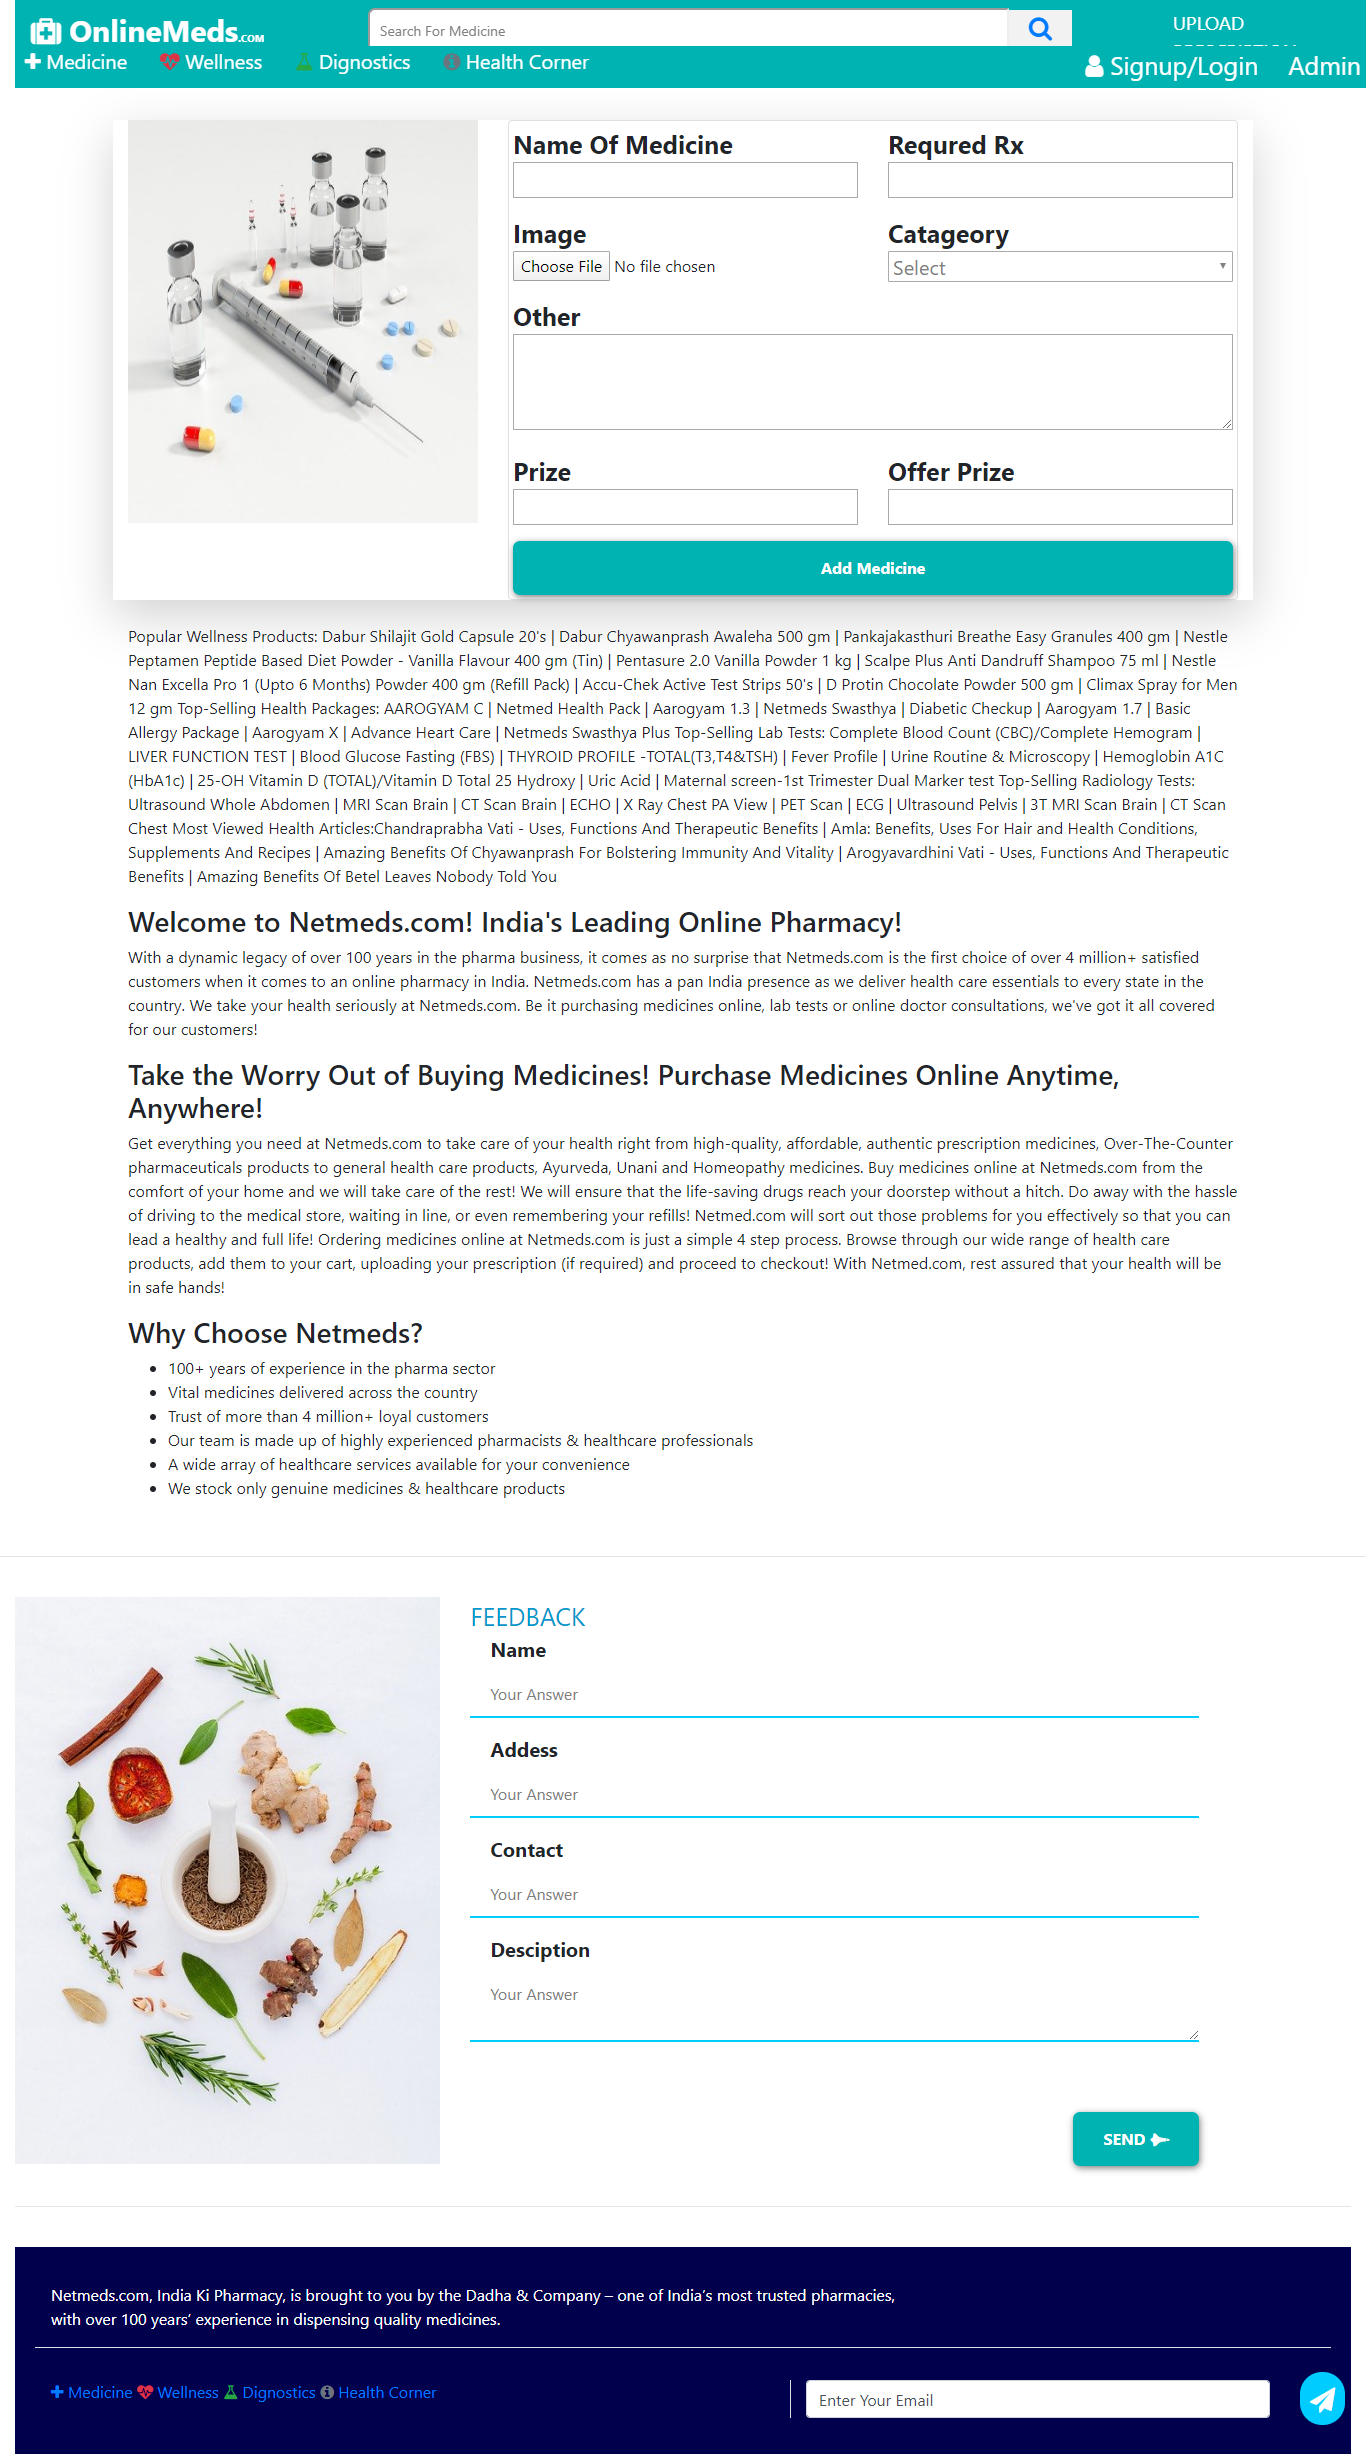 OnlineMeds.COM
Search For Medicine
UPLOAD
Medicine Wellness Dignostics Health Corner
Signup/Login Admin
Name Of Medicine Requred Rx
Image Catageory
Choose File No file chosen Select
Other
Prize Offer Prize
Add Medicine
Popular Wellness Products: Dabur Shilajit Gold Capsule 20's | Dabur Chyawanprash Awaleha 500 gm | Pankajakasthuri Breathe Easy Granules 400 gm | Nestle
Peptamen Peptide Based Diet Powder - Vanilla Flavour 400 gm (Tin) | Pentasure 2.0 Vanilla Powder 1 kg | Scalpe Plus Anti Dandruff Shampoo 75 ml | Nestle
Nan Excella Pro 1 (Upto 6 Months) Powder 400 gm (Refill Pack) | Accu-Chek Active Test Strips 50's | D Protin Chocolate Powder 500 gm | Climax Spray for Men
12 gm Top-Selling Health Packages: AAROGYAM C | Netmed Health Pack | Aarogyam 1.3 | Netmeds Swasthya | Diabetic Checkup | Aarogyam 1.7 | Basic
Allergy Package | Aarogyam X | Advance Heart Care | Netmeds Swasthya Plus Top-Selling Lab Tests: Complete Blood Count (CBC)/Complete Hemogram |
LIVER FUNCTION TEST | Blood Glucose Fasting (FBS) | THYROID PROFILE -TOTAL(T3,T4&TSH) | Fever Profile | Urine Routine & Microscopy | Hemoglobin A1C
(HbA1c) | 25-OH Vitamin D (TOTAL)/Vitamin D Total 25 Hydroxy | Uric Acid | Maternal screen-1st Trimester Dual Marker test Top-Selling Radiology Tests:
Ultrasound Whole Abdomen | MRI Scan Brain | CT Scan Brain | ECHO | X Ray Chest PA View | PET Scan | ECG | Ultrasound Pelvis | 3T MRI Scan Brain | CT Scan
Chest Most Viewed Health Articles:Chandraprabha Vati - Uses, Functions And Therapeutic Benefits | Amla: Benefits, Uses For Hair and Health Conditions,
Supplements And Recipes | Amazing Benefits Of Chyawanprash For Bolstering Immunity And Vitality | Arogyavardhini Vati - Uses, Functions And Therapeutic
Benefits | Amazing Benefits Of Betel Leaves Nobody Told You
Welcome to Netmeds.com! India's Leading Online Pharmacy!
With a dynamic legacy of over 100 years in the pharma business, it comes as no surprise that Netmeds.com is the first choice of over 4 million+ satisfied
customers when it comes to an online pharmacy in India. Netmeds.com has a pan India presence as we deliver health care essentials to every state in the
country. We take your health seriously at Netmeds.com. Be it purchasing medicines online, lab tests or online doctor consultations, we've got it all covered
for our customers!
Take the Worry Out of Buying Medicines! Purchase Medicines Online Anytime,
Anywhere!
Get everything you need at Netmeds.com to take care of your health right from high-quality, affordable, authentic prescription medicines, Over-The-Counter
pharmaceuticals products to general health care products, Ayurveda, Unani and Homeopathy medicines. Buy medicines online at Netmeds.com from the
comfort of your home and we will take care of the rest! We will ensure that the life-saving drugs reach your doorstep without a hitch. Do away with the hassle
of driving to the medical store, waiting in line, or even remembering your refills! Netmed.com will sort out those problems for you effectively so that you can
lead a healthy and full life! Ordering medicines online at Netmeds.com is just a simple 4 step process. Browse through our wide range of health care
products, add them to your cart, uploading your prescription (if required) and proceed to checkout! With Netmed.com, rest assured that your health will be
in safe hands!
Why Choose Netmeds?
• 100+ years of experience in the pharma sector
• Vital medicines delivered across the country
• Trust of more than 4 million+ loyal customers
• Our team is made up of highly experienced pharmacists & healthcare professionals
• A wide array of healthcare services available for your convenience
• We stock only genuine medicines & healthcare products
FEEDBACK
Name
Your Answer
Addess
Your Answer
Contact
Your Answer
Desciption
Your Answer
SEND
Netmeds.com, India Ki Pharmacy, is brought to you by the Dadha & Company – one of India’s most trusted pharmacies,
with over 100 years’ experience in dispensing quality medicines.
Medicine Wellness Dignostics Health Corner
Enter Your Email